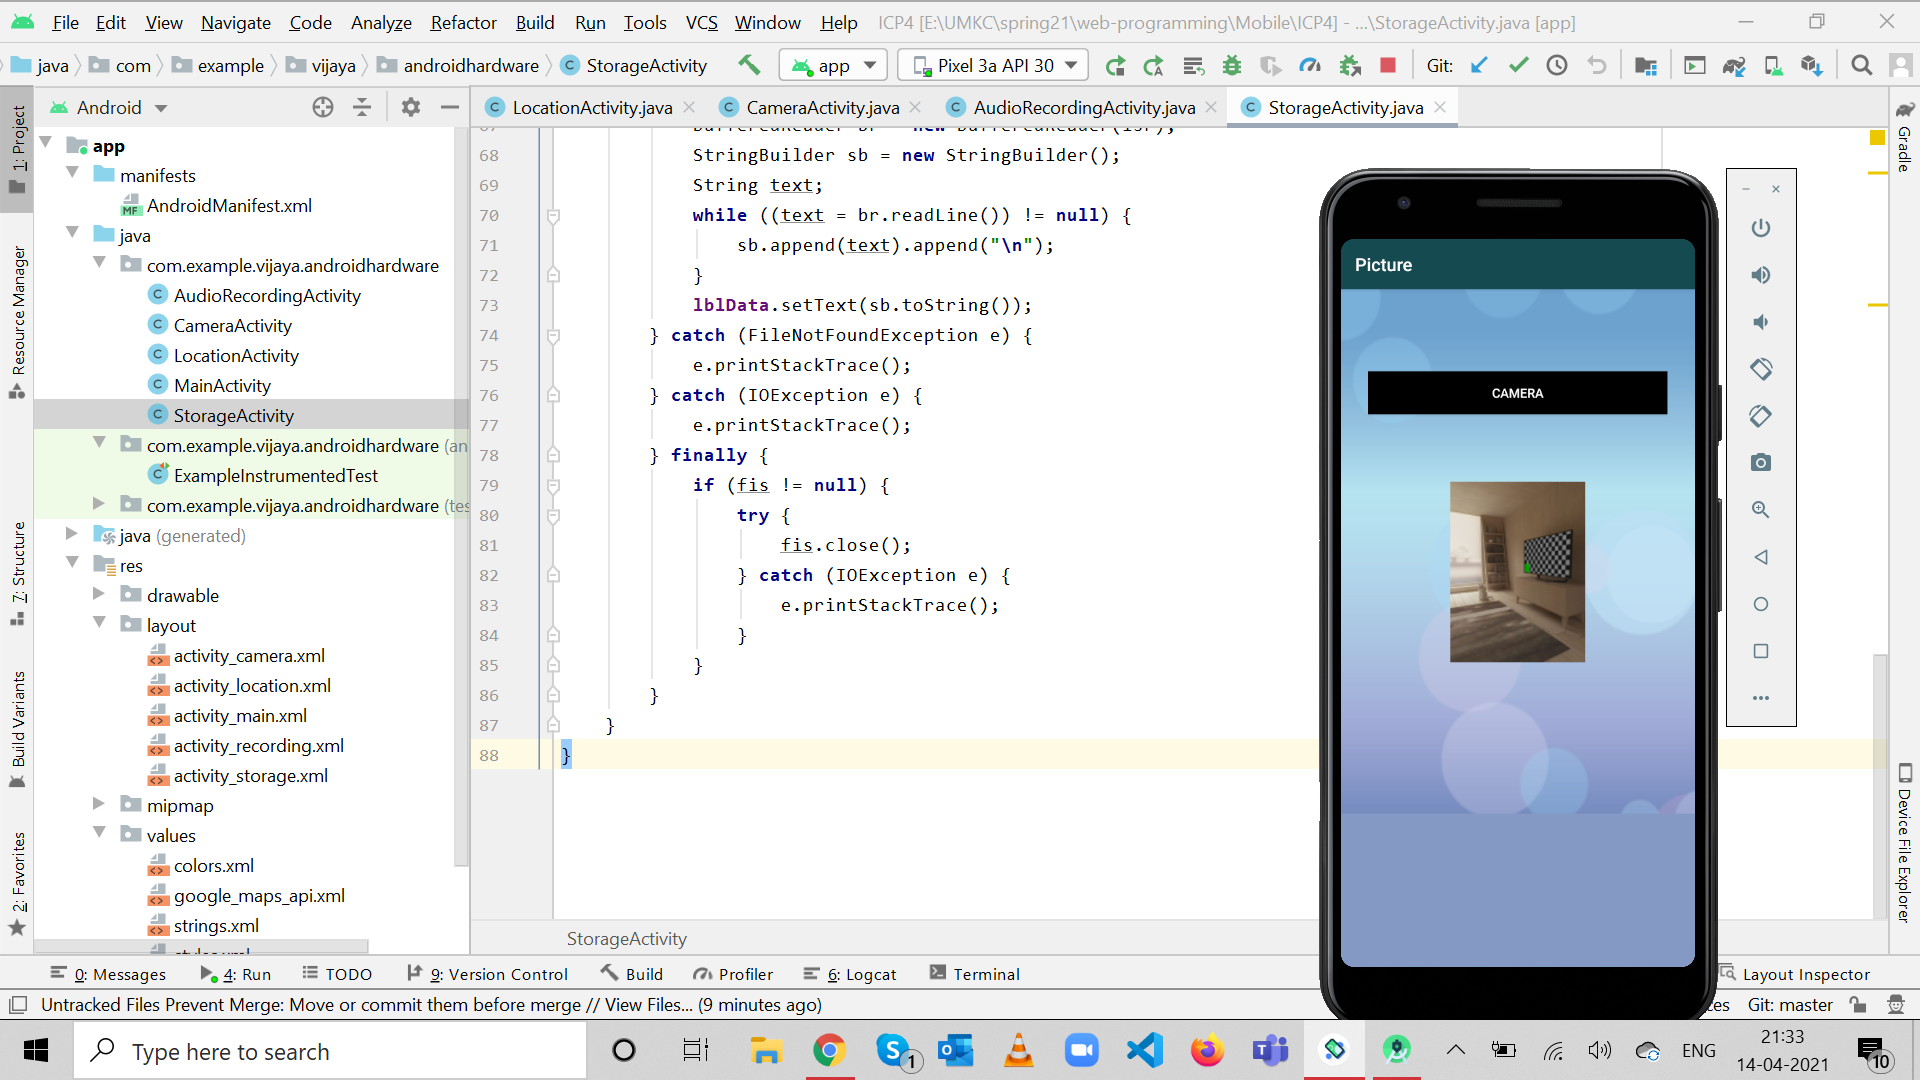 File Edit View Navigate Code Analyze Refactor Build Run Tools VCS Window Help ICP4 [E:\UMKC\spring21\web-programming\Mobile\ICP4] - ...\StorageActivity.java [app]
java com example vijaya androidhardware StorageActivity app Pixel 3a API 30 Git:
Android
LocationActivity.java CameraActivity.java AudioRecordingActivity.java StorageActivity.java
1: Project
Resource Manager
7: Structure
Build Variants
2: Favorites
app
manifests
MF AndroidManifest.xml
java
com.example.vijaya.androidhardware
C AudioRecordingActivity
C CameraActivity
C LocationActivity
C MainActivity
C StorageActivity
com.example.vijaya.androidhardware (an
C ExampleInstrumentedTest
com.example.vijaya.androidhardware (tes
java (generated)
res
drawable
layout
activity_camera.xml
activity_location.xml
activity_main.xml
activity_recording.xml
activity_storage.xml
mipmap
values
colors.xml
google_maps_api.xml
strings.xml
68 StringBuilder sb = new StringBuilder();
69 String text;
70 while ((text = br.readLine()) != null) {
71 sb.append(text).append("\n");
72 }
73 lblData.setText(sb.toString());
74 } catch (FileNotFoundException e) {
75 e.printStackTrace();
76 } catch (IOException e) {
77 e.printStackTrace();
78 } finally {
79 if (fis != null) {
80 try {
81 fis.close();
82 } catch (IOException e) {
83 e.printStackTrace();
84 }
85 }
86 }
87 }
88 }
StorageActivity
Picture
CAMERA
Gradle
Device File Explorer
0: Messages 4: Run TODO 9: Version Control Build Profiler 6: Logcat Terminal Layout Inspector
Untracked Files Prevent Merge: Move or commit them before merge // View Files... (9 minutes ago) Git: master
Type here to search
1
ENG
21:33
14-04-2021
10